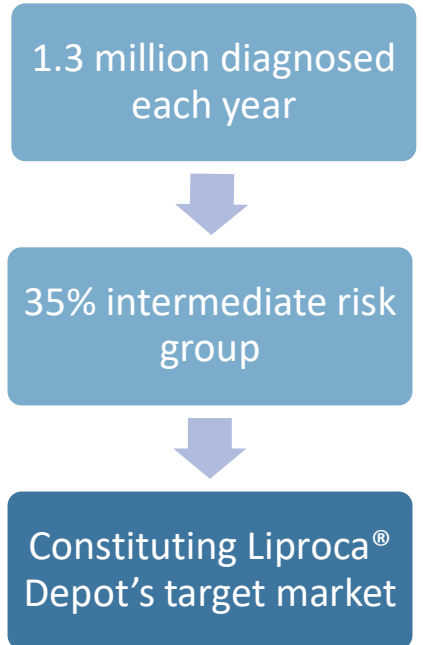 1.3 million diagnosed
each year
35% intermediate risk
group
Constituting Liproca®
Depot’s target market